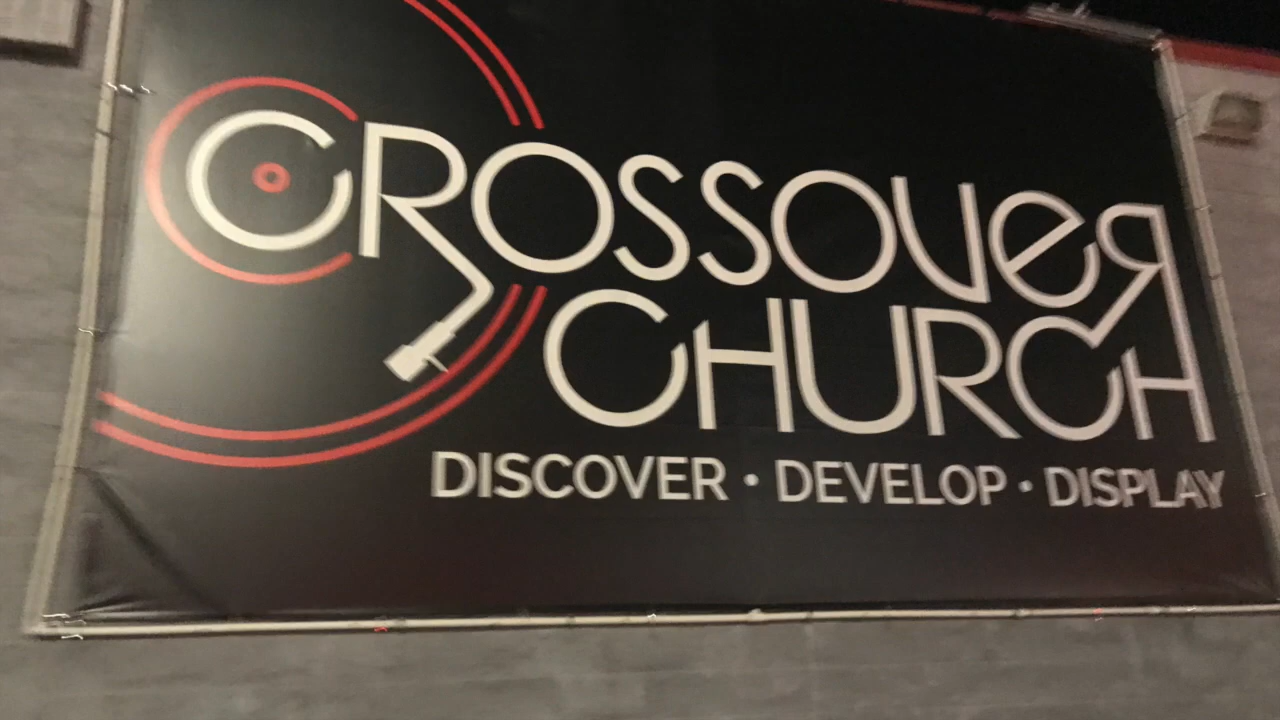 CROSSOVER
CHURCH
DISCOVER • DEVELOP • DISPLAY